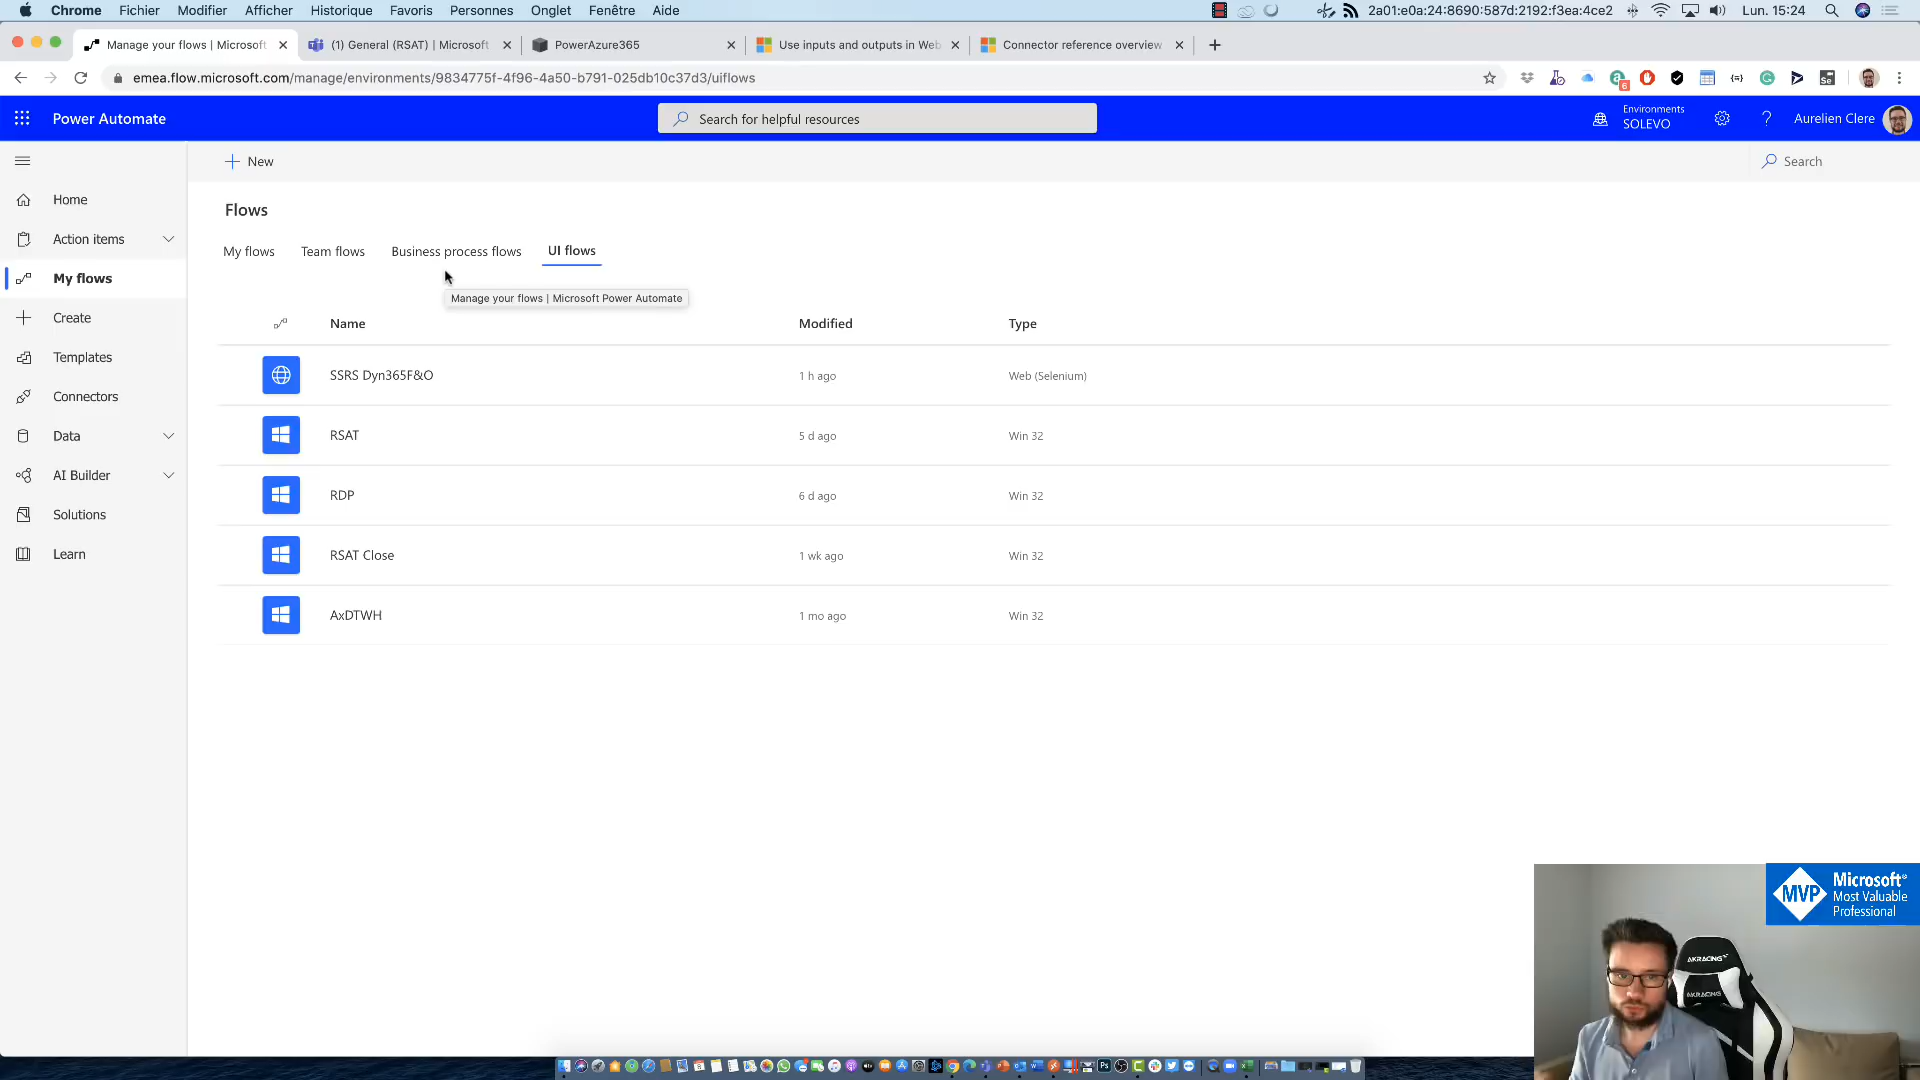 Chrome Fichier Modifier Afficher Historique Favoris Personnes Onglet Fenêtre Aide 2a01:e0a:24:8690:587d:2192:f3ea:4ce2 Lun. 15:24
Manage your flows | Microsoft (1) General (RSAT) | Microsoft PowerAzure365 Use inputs and outputs in Web Connector reference overview
emea.flow.microsoft.com/manage/environments/9834775f-4f96-4a50-b791-025db10c37d3/uiflows
Power Automate Search for helpful resources Environments
SOLEVO Aurelien Clere
New Search
Home
Action items
My flows
Create
Templates
Connectors
Data
AI Builder
Solutions
Learn
Flows
My flows Team flows Business process flows UI flows
Manage your flows | Microsoft Power Automate
Name Modified Type
SSRS Dyn365F&O 1 h ago Web (Selenium)
RSAT 5 d ago Win 32
RDP 6 d ago Win 32
RSAT Close 1 wk ago Win 32
AxDTWH 1 mo ago Win 32
MVP Microsoft®
Most Valuable
Professional
AKRACING
AKRACING